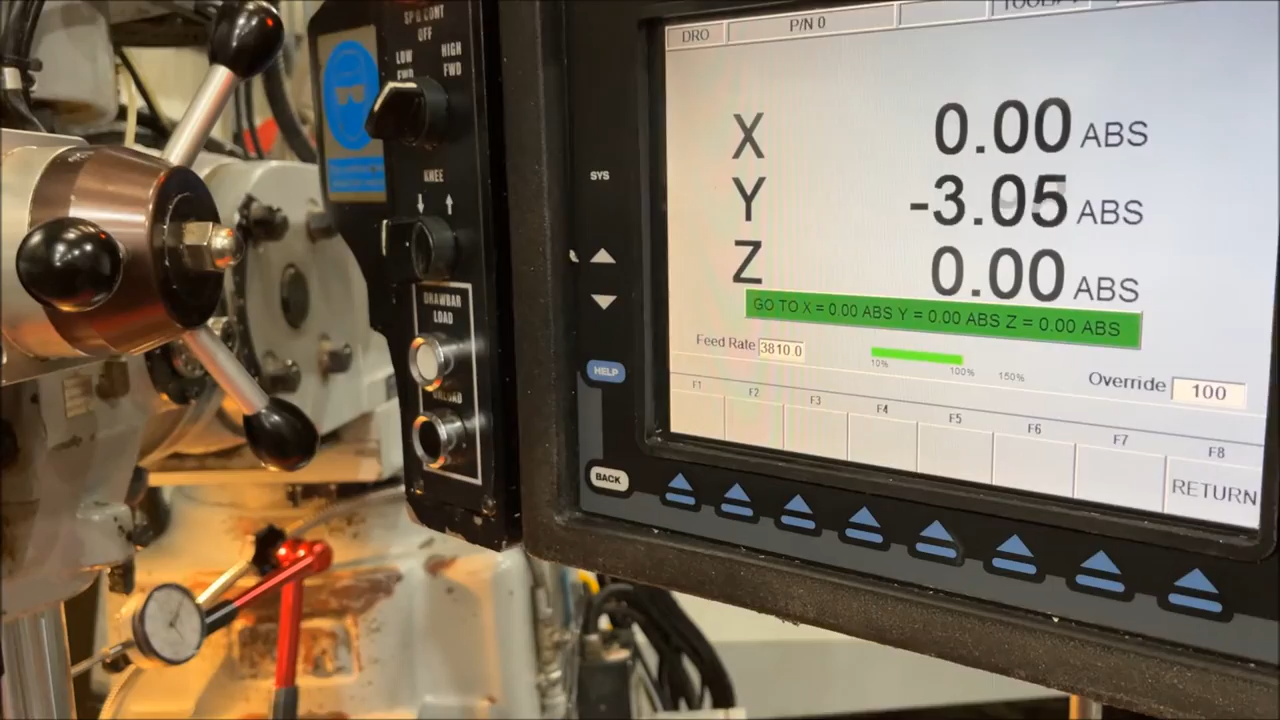 SPD CONT
OFF
LOW FWD
HIGH FWD
KNEE
DRAWBAR
LOAD
UNLOAD
SYS
HELP
BACK
DRO
P/N 0
X 0.00 ABS
Y -3.05 ABS
Z 0.00 ABS
GO TO X = 0.00 ABS Y = 0.00 ABS Z = 0.00 ABS
Feed Rate 3810.0
10% 100% 150%
Override 100
F1 F2 F3 F4 F5 F6 F7 F8
RETURN